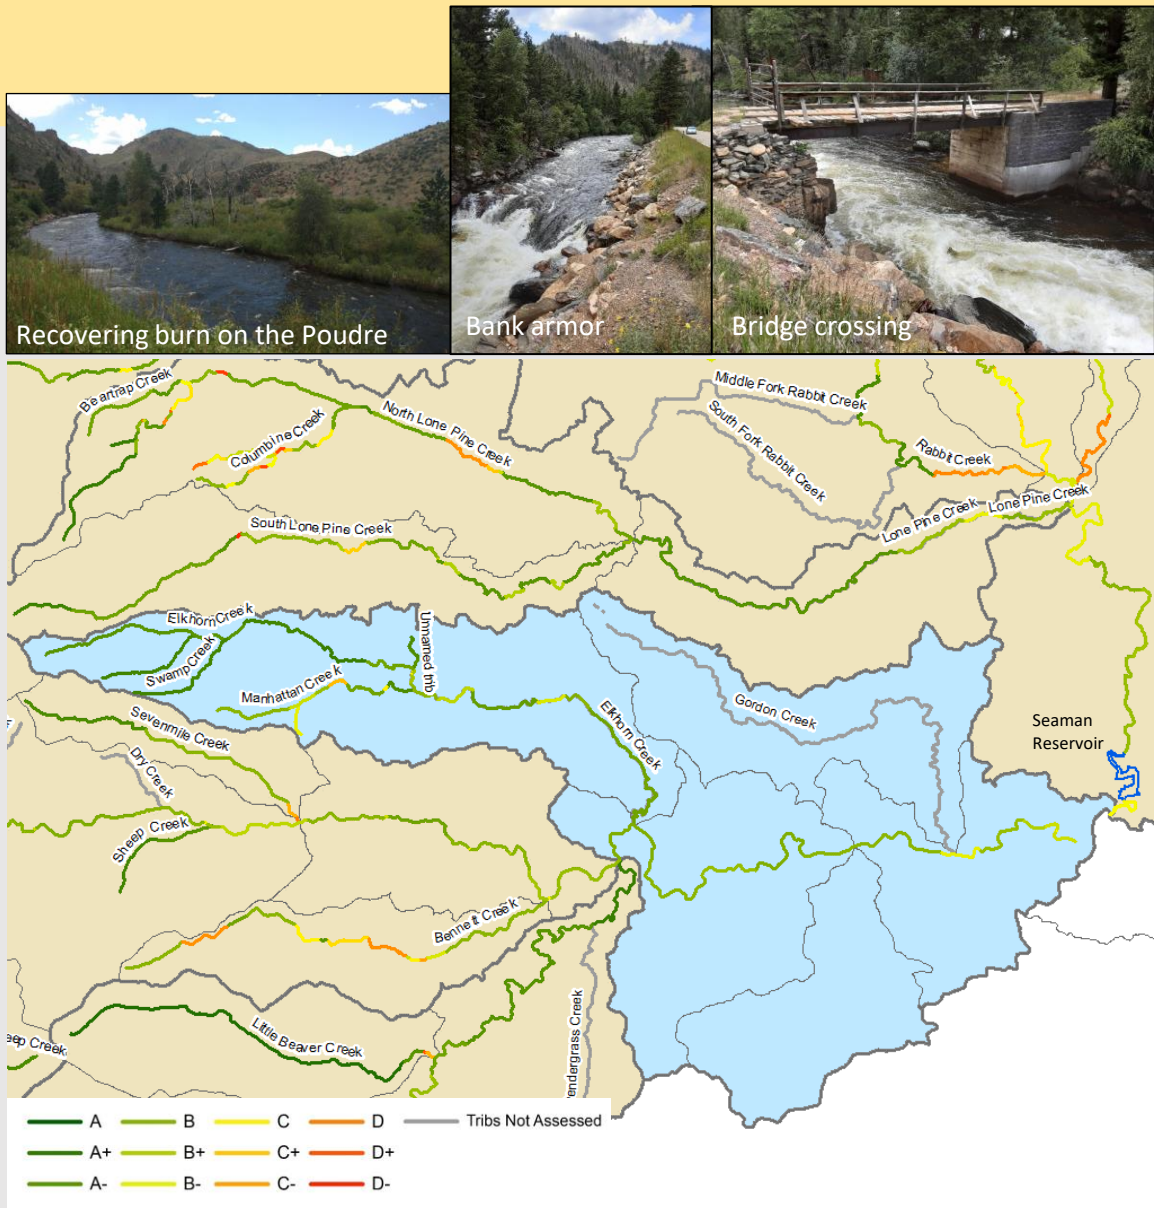 Recovering burn on the Poudre
Bank armor
Bridge crossing
Beartrap Creek
Columbine Creek
North Lone Pine Creek
Middle Fork Rabbit Creek
South Fork Rabbit Creek
Rabbit Creek
Lone Pine Creek
Lone Pine Creek
South Lone Pine Creek
Elkhorn Creek
Swamp Creek
Unnamed trib
Manhattan Creek
Sevenmile Creek
Dry Creek
Elkhorn Creek
Gordon Creek
Seaman
Reservoir
Sheep Creek
Bennett Creek
Little Beaver Creek
eep Creek
endergrass Creek
A
B
C
D
Tribs Not Assessed
A+
B+
C+
D+
A-
B-
C-
D-